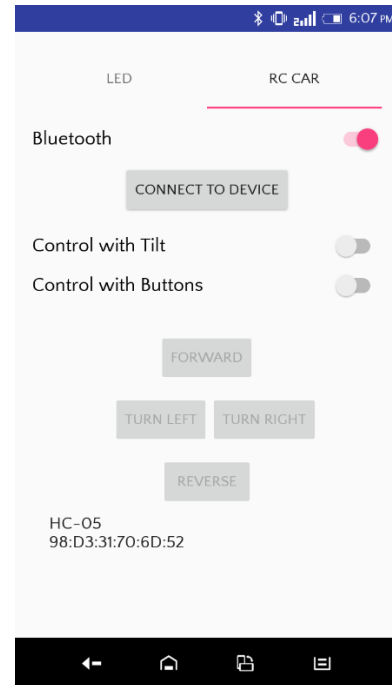 6:07 PM
LED RC CAR
Bluetooth
CONNECT TO DEVICE
Control with Tilt
Control with Buttons
FORWARD
TURN LEFT TURN RIGHT
REVERSE
HC-05
98:D3:31:70:6D:52